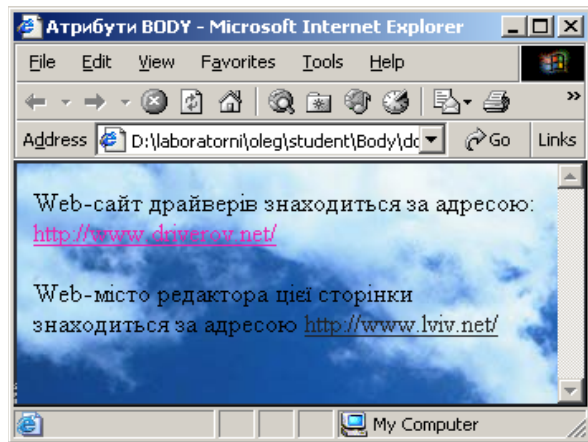 Атрибути BODY - Microsoft Internet Explorer
File Edit View Favorites Tools Help
»
Address D:\laboratorni\oleg\student\Body\dc Go Links
Web-сайт драйверів знаходиться за адресою:
http://www.driverov.net/
Web-місто редактора цієї сторінки
знаходиться за адресою http://www.lviv.net/
My Computer